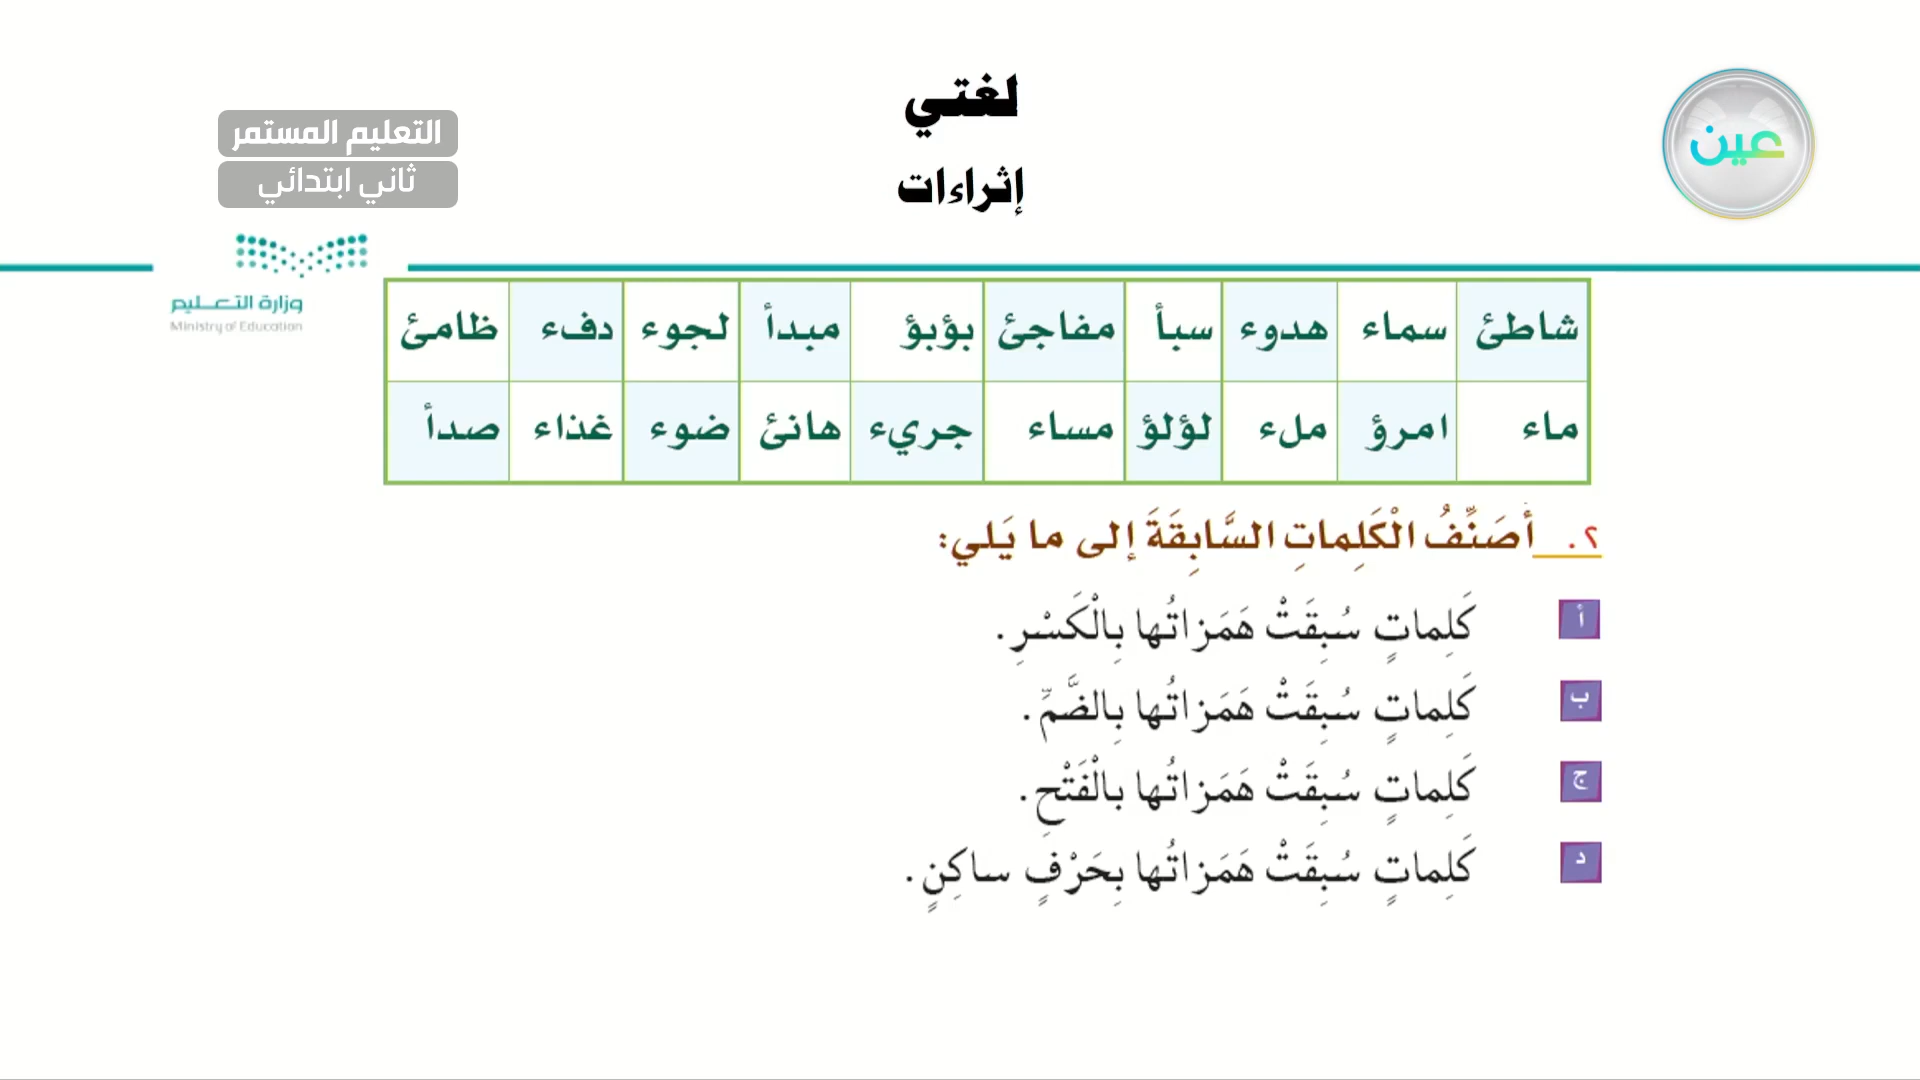 لغتي
إثراءات
عين
التعليم المستمر
ثاني ابتدائي
وزارة التعليم
Ministry of Education
شاطئ سماء هدوء سبأ مفاجئ بؤبؤ مبدأ لجوء دفء ظامئ
ماء امرؤ ملء لؤلؤ مساء جريء هانئ ضوء غذاء صدأ
٢. أُصَنِّفُ الْكَلِماتِ السَّابِقَةَ إلى ما يَلي:
أ كَلِماتٍ سُبِقَتْ هَمَزاتُها بِالْكَسْرِ.
ب كَلِماتٍ سُبِقَتْ هَمَزاتُها بِالضَّمِّ.
ج كَلِماتٍ سُبِقَتْ هَمَزاتُها بالْفَتْحِ.
د كَلِماتٍ سُبِقَتْ هَمَزاتُها بِحَرْفٍ ساكِنٍ.